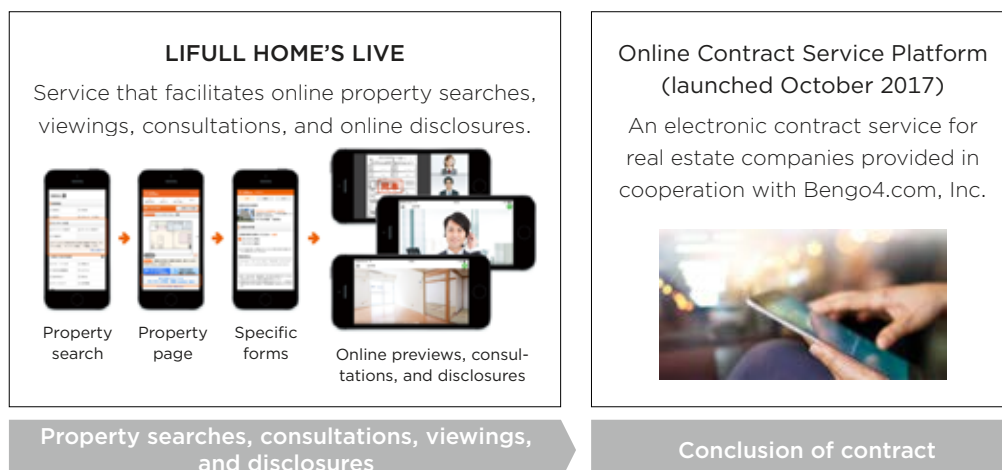 LIFULL HOME'S LIVE
Service that facilitates online property searches,
viewings, consultations, and online disclosures.
Property
search
Property
page
Specific
forms
Online previews, consul-
tations, and disclosures
Online Contract Service Platform
(launched October 2017)
An electronic contract service for
real estate companies provided in
cooperation with Bengo4.com, Inc.
Property searches, consultations, viewings,
and disclosures
Conclusion of contract